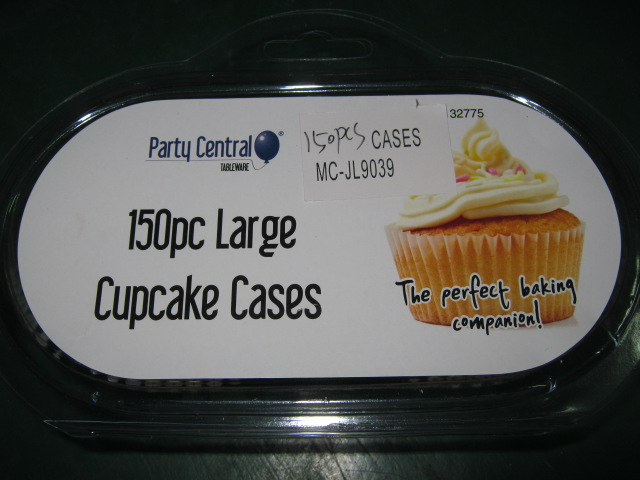 Party Central®
TABLEWARE
150pcs CASES
MC-JL9039
32775
150pc Large
Cupcake Cases
The perfect baking
companion!